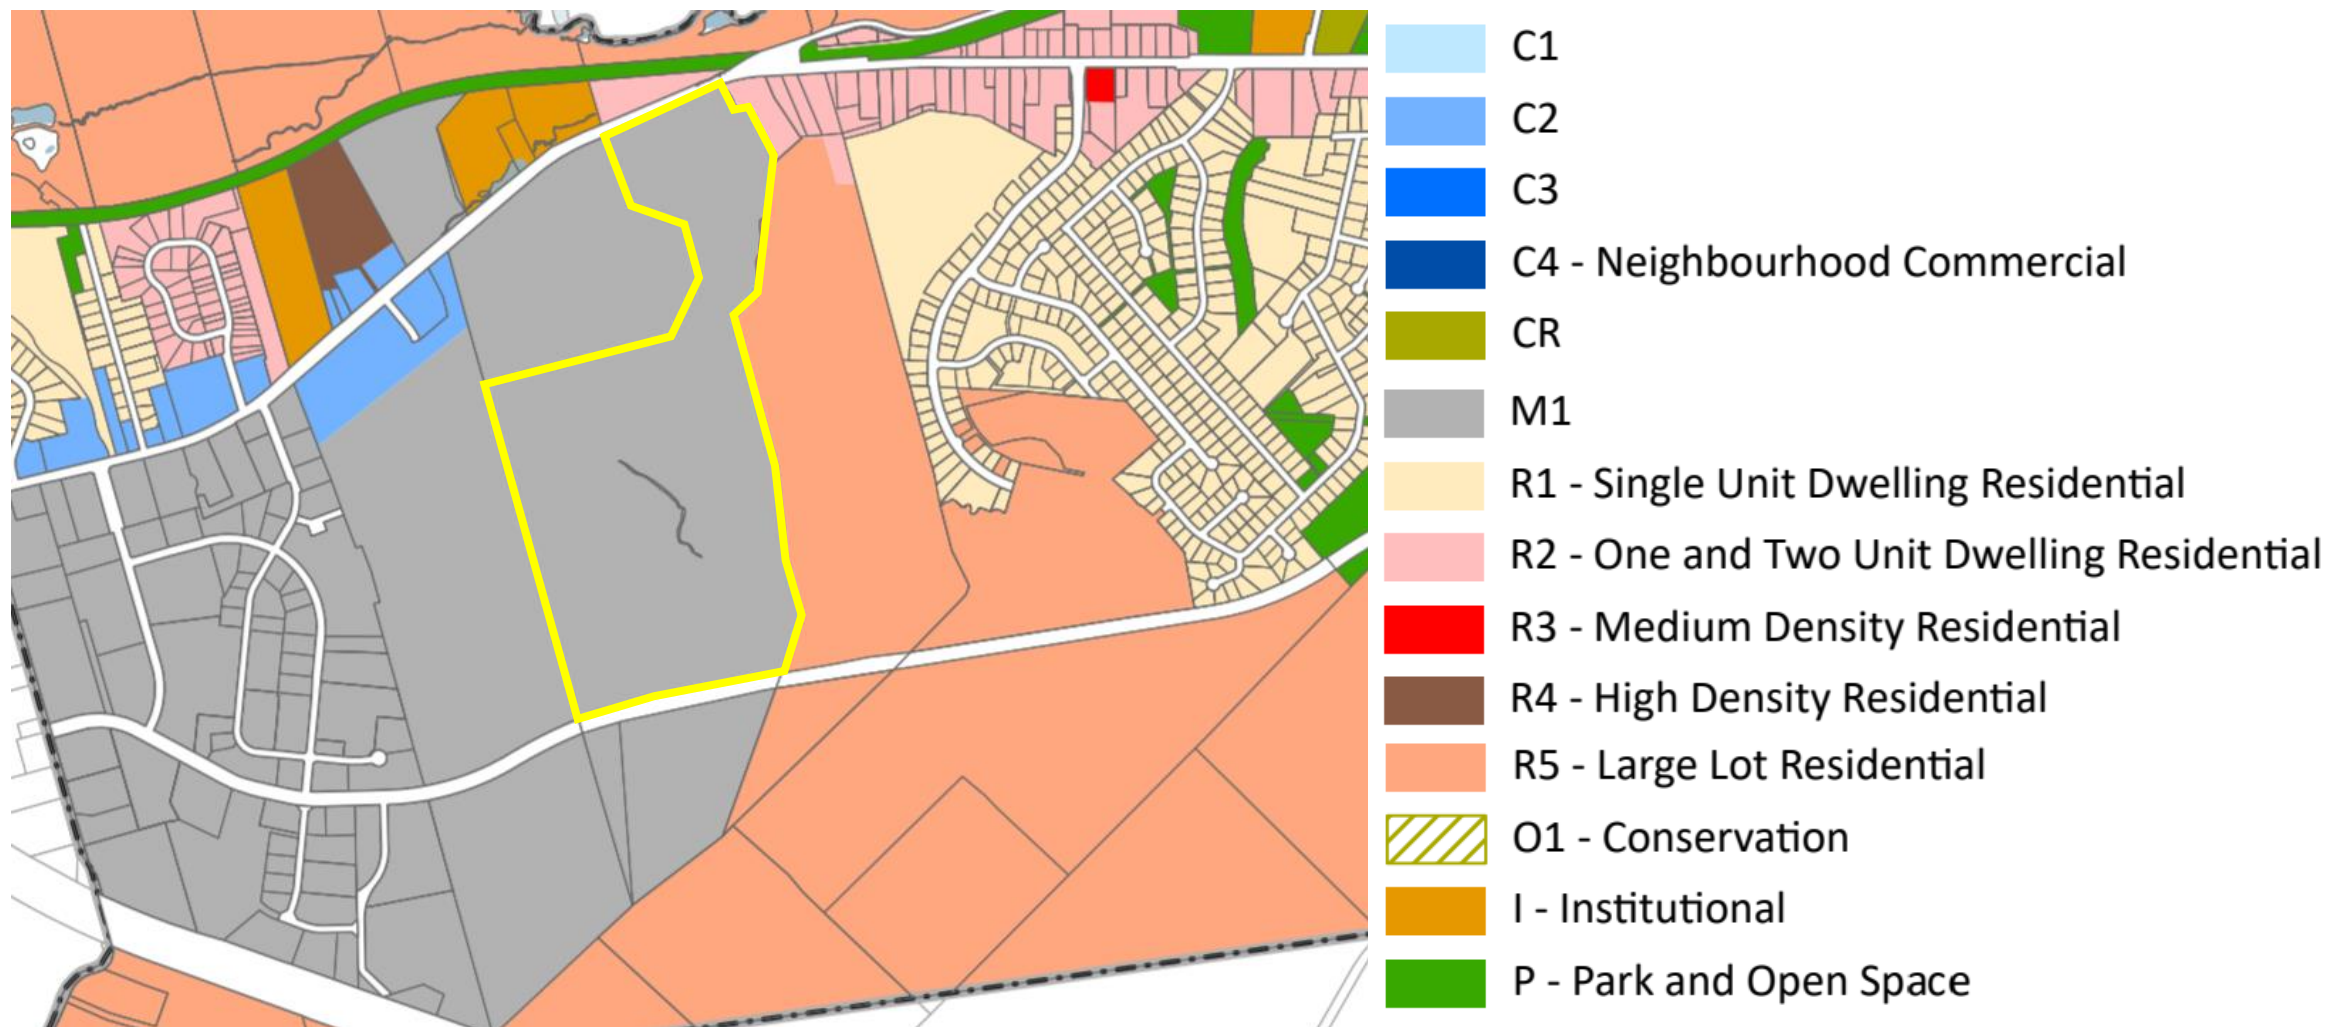 C1
C2
C3
C4 - Neighbourhood Commercial
CR
M1
R1 - Single Unit Dwelling Residential
R2 - One and Two Unit Dwelling Residential
R3 - Medium Density Residential
R4 - High Density Residential
R5 - Large Lot Residential
O1 - Conservation
I - Institutional
P - Park and Open Space